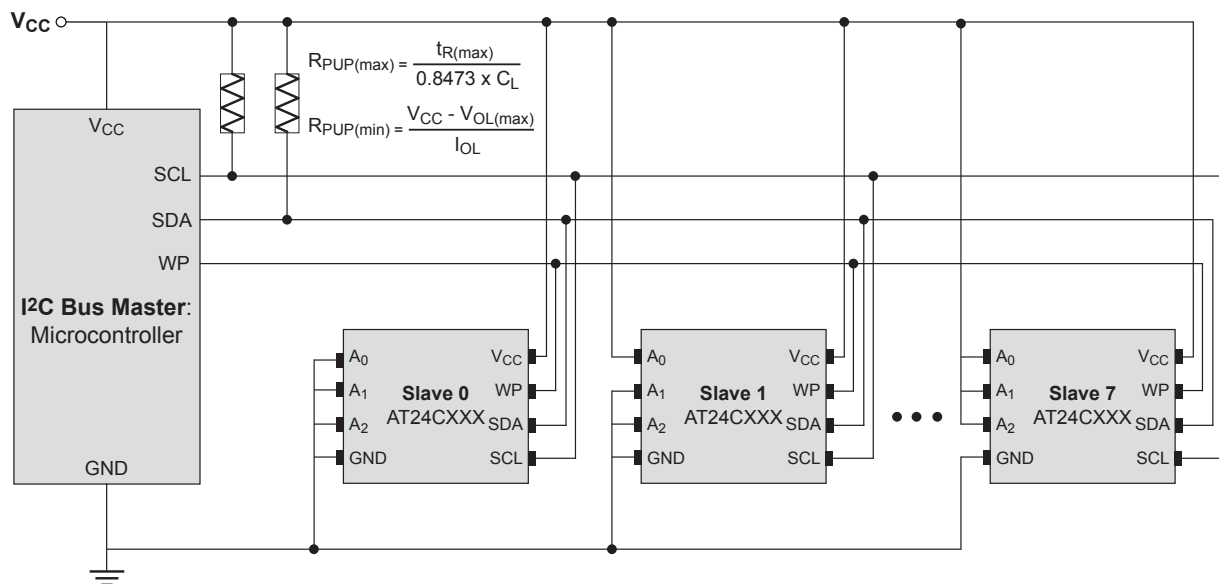 VCC
RPUP(max) = tR(max)
0.8473 x CL
RPUP(min) = VCC - VOL(max)
IOL
VCC
SCL
SDA
WP
I2C Bus Master:
Microcontroller
GND
A0
A1
A2
GND
Slave 0
AT24CXXX
VCC
WP
SDA
SCL
A0
A1
A2
GND
Slave 1
AT24CXXX
VCC
WP
SDA
SCL
A0
A1
A2
GND
Slave 7
AT24CXXX
VCC
WP
SDA
SCL